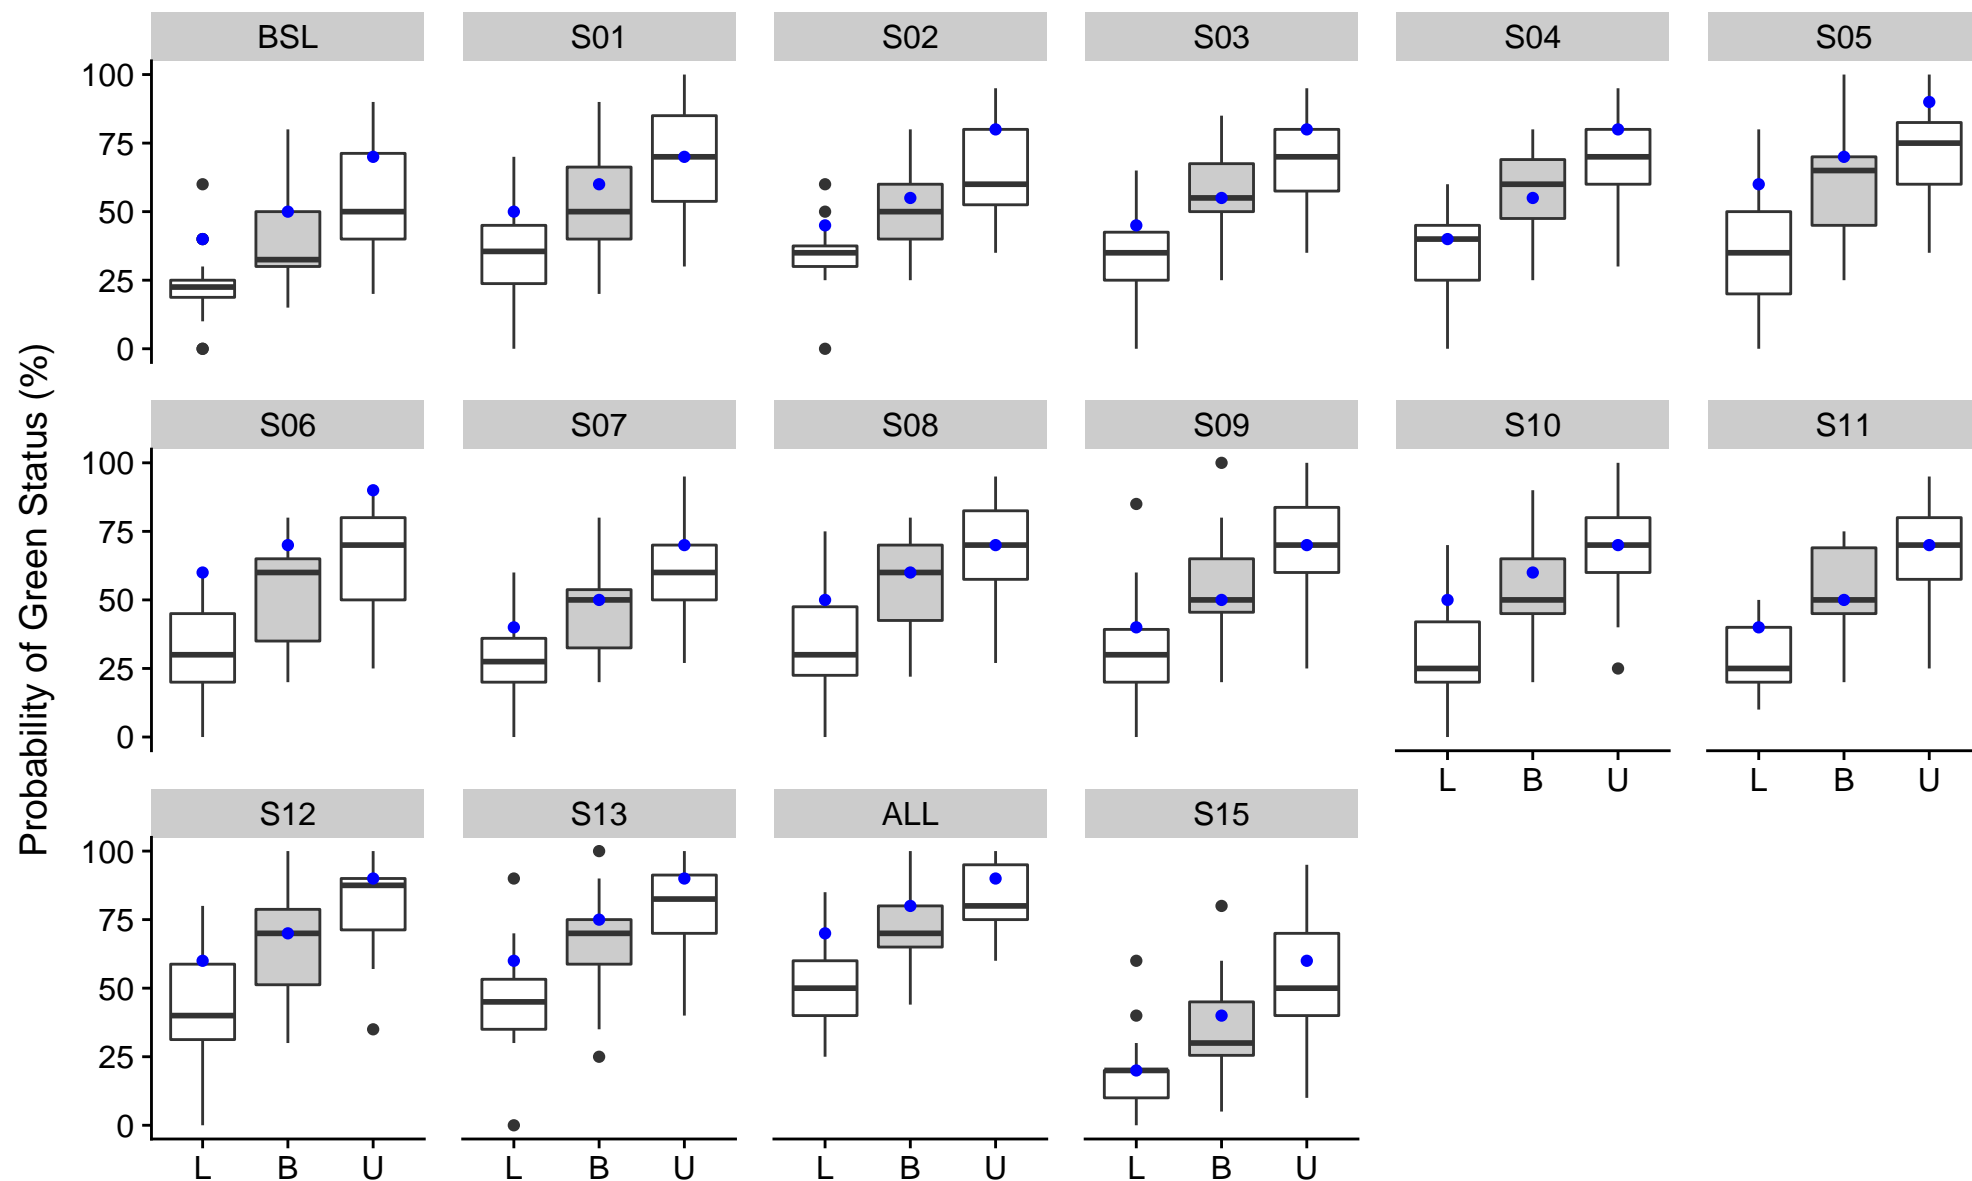 BSL S01 S02 S03 S04 S05
100
75
50
25
0
Probability of Green Status (%)
S06 S07 S08 S09 S10 S11
100
75
50
25
0
L B U L B U
S12 S13 ALL S15
100
75
50
25
0
L B U L B U L B U L B U